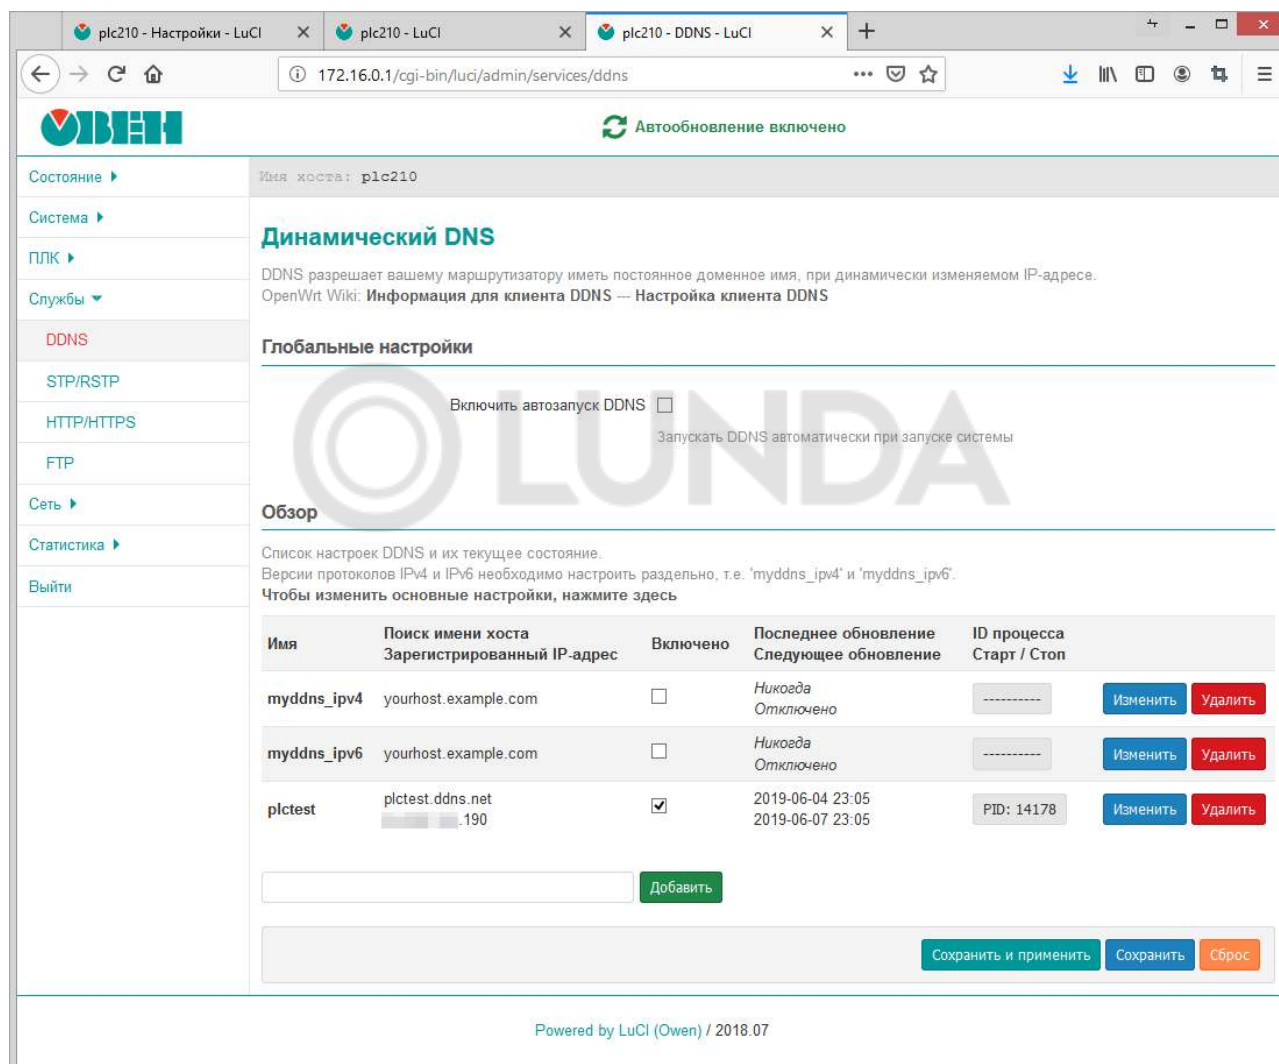 plc210 - Настройки - LuCI
plc210 - LuCI
plc210 - DDNS - LuCI
172.16.0.1/cgi-bin/luci/admin/services/ddns
ОВЕН
Автообновление включено
Состояние
Система
ПЛК
Службы
DDNS
STP/RSTP
HTTP/HTTPS
FTP
Сеть
Статистика
Выйти
Имя хоста: plc210
Динамический DNS
DDNS разрешает вашему маршрутизатору иметь постоянное доменное имя, при динамически изменяемом IP-адресе.
OpenWrt Wiki: Информация для клиента DDNS --- Настройка клиента DDNS
Глобальные настройки
Включить автозапуск DDNS
Запускать DDNS автоматически при запуске системы
LUNDA
Обзор
Список настроек DDNS и их текущее состояние.
Версии протоколов IPv4 и IPv6 необходимо настроить раздельно, т.е. 'myddns_ipv4' и 'myddns_ipv6'.
Чтобы изменить основные настройки, нажмите здесь
Имя
Поиск имени хоста
Зарегистрированный IP-адрес
Включено
Последнее обновление
Следующее обновление
ID процесса
Старт / Стоп
myddns_ipv4
yourhost.example.com
Никогда
Отключено
----------
Изменить
Удалить
myddns_ipv6
yourhost.example.com
Никогда
Отключено
----------
Изменить
Удалить
plctest
plctest.ddns.net
.190
2019-06-04 23:05
2019-06-07 23:05
PID: 14178
Изменить
Удалить
Добавить
Сохранить и применить
Сохранить
Сброс
Powered by LuCI (Owen) / 2018.07